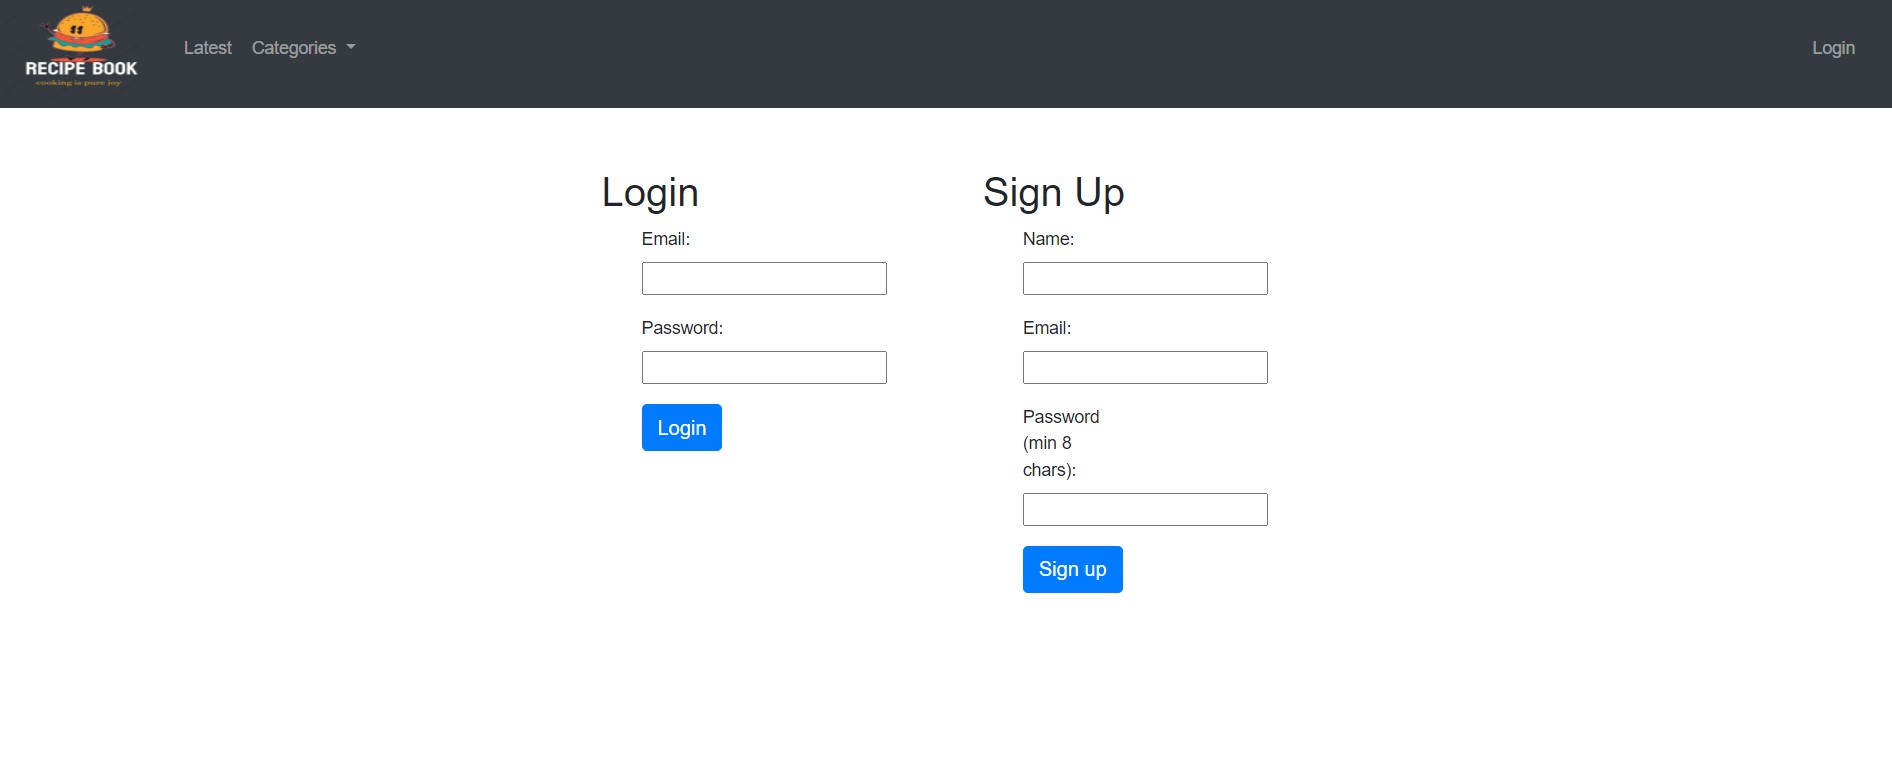 RECIPE BOOK
cooking is pure joy
Latest Categories
Login
Login
Email:
Password:
Login
Sign Up
Name:
Email:
Password
(min 8
chars):
Sign up